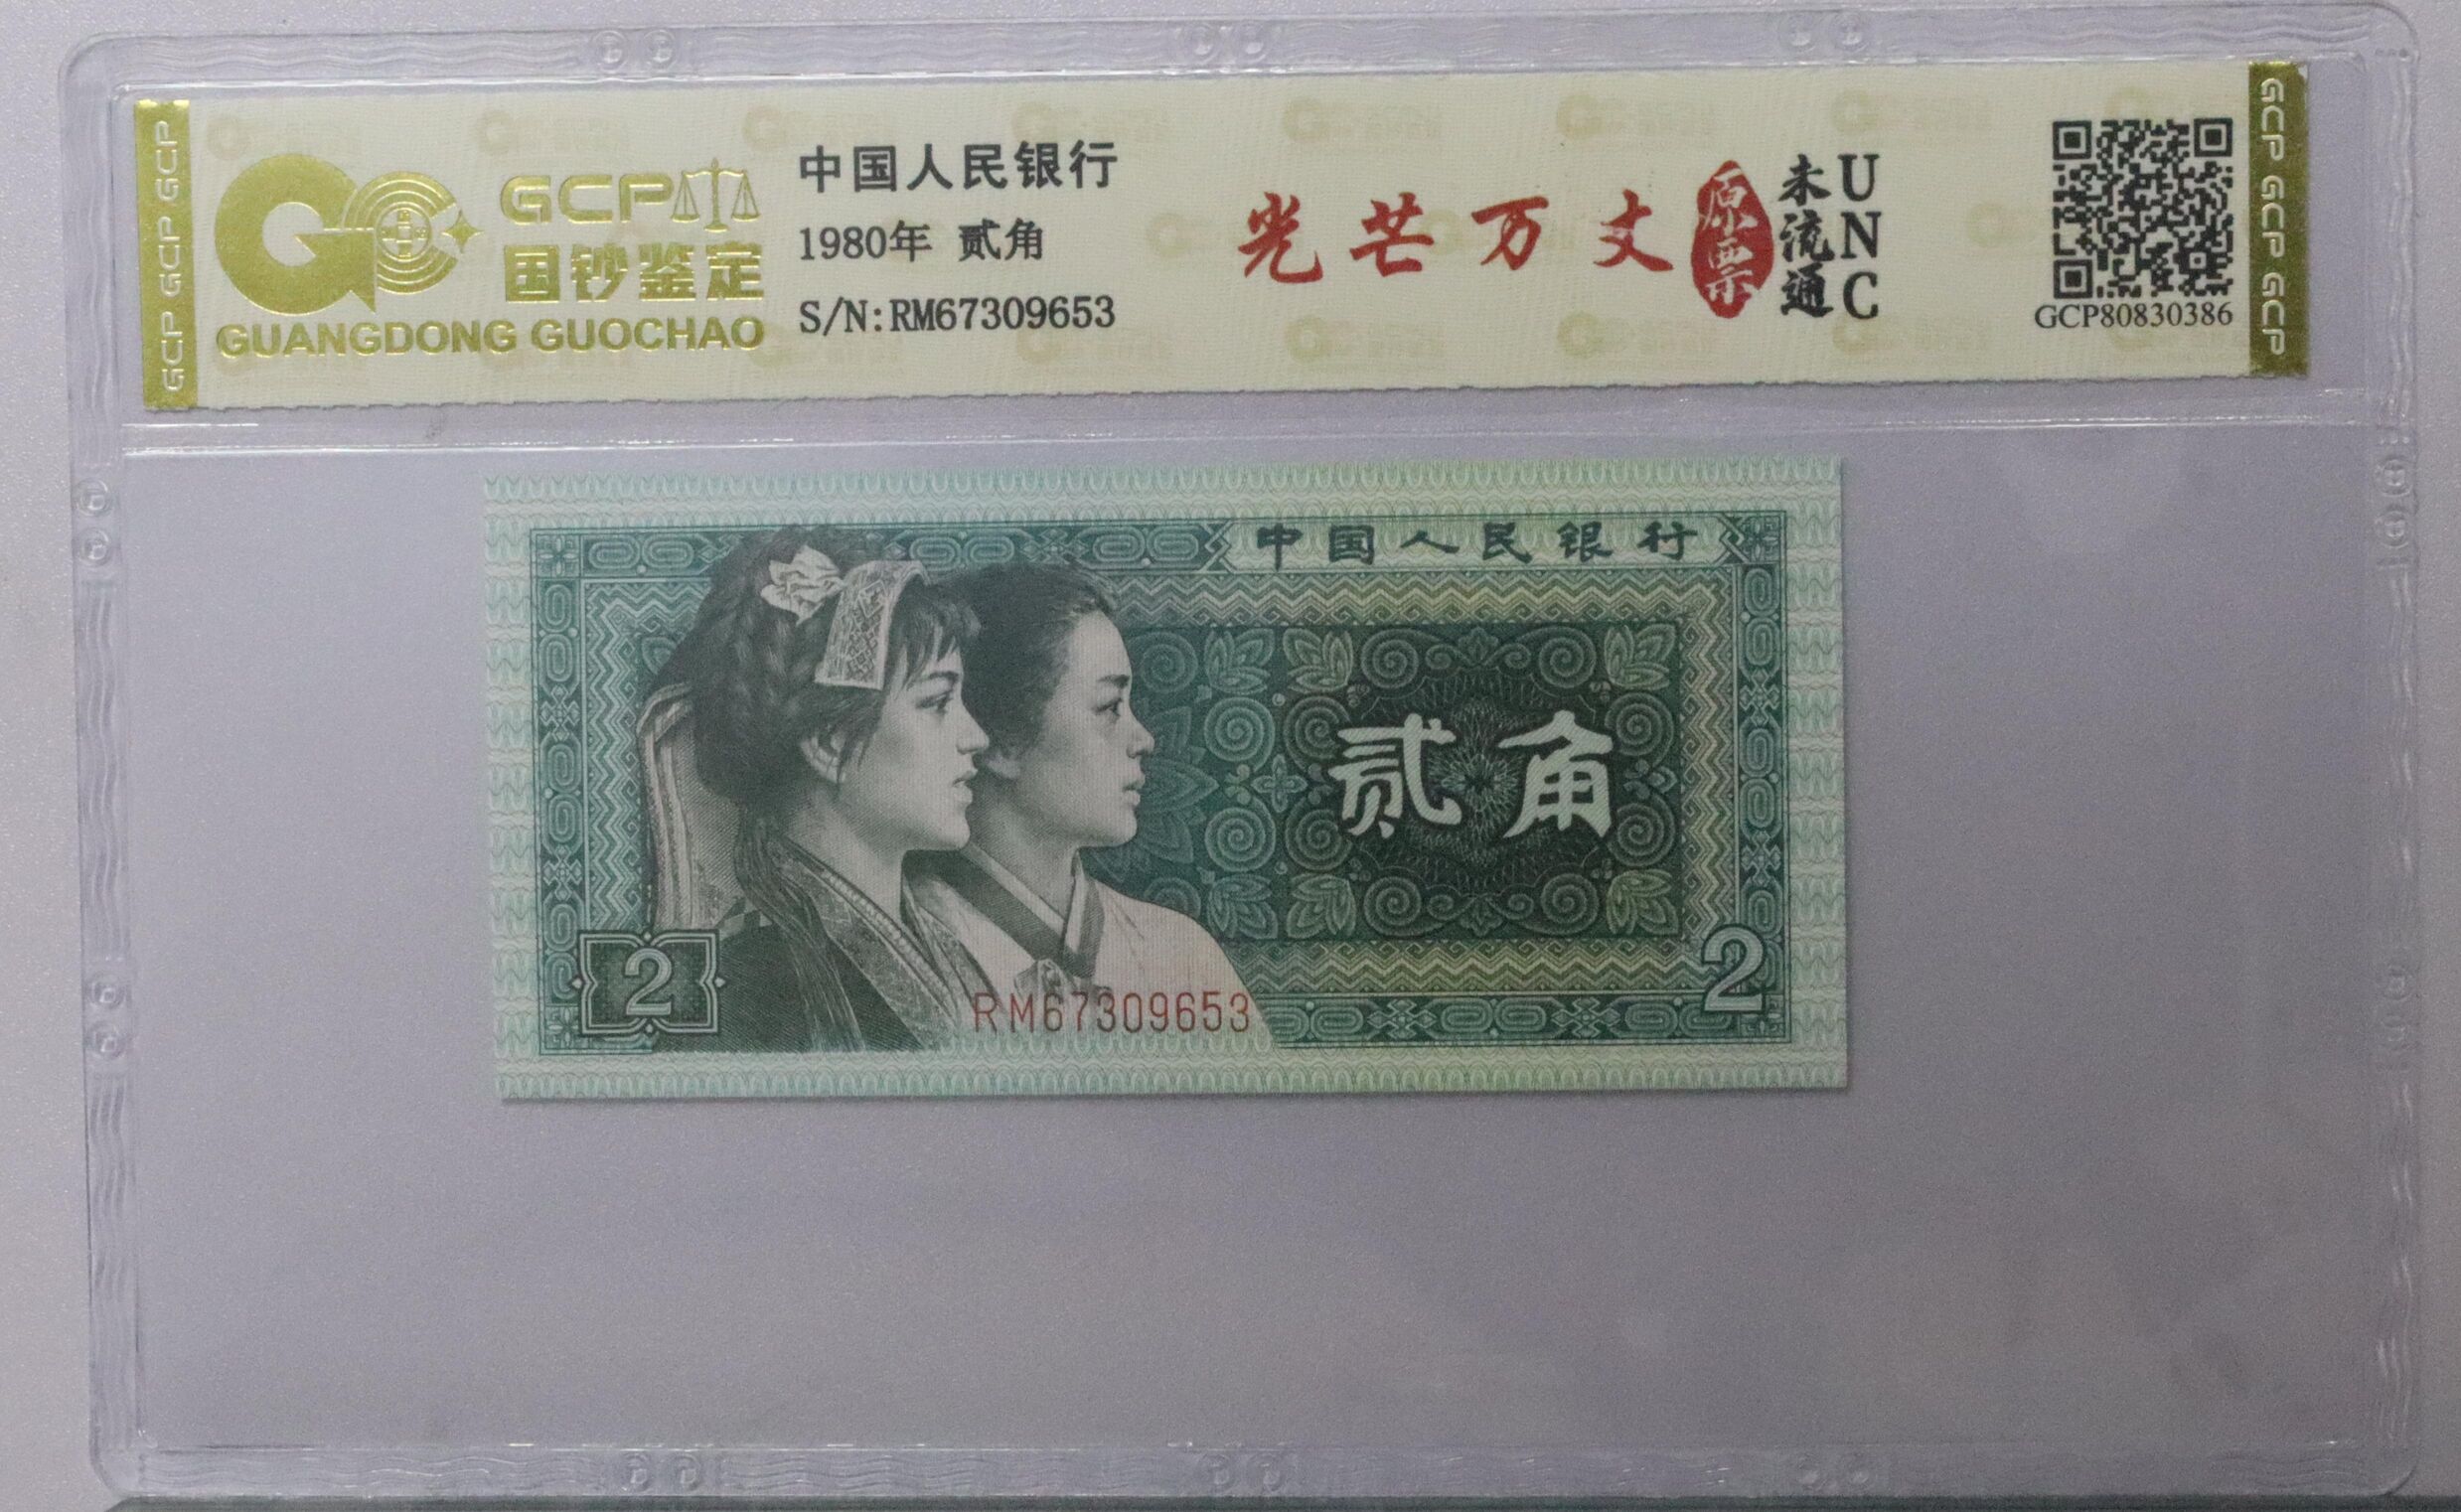 GCP GCP GCP
GCP
国钞鉴定
GUANGDONG GUOCHAO
中国人民银行
1980年 贰角
S/N:RM67309653
光芒万丈
原票
未流通
UNC
GCP80830386
GCP GCP GCP
中国人民银行
贰角
2
2
RM67309653